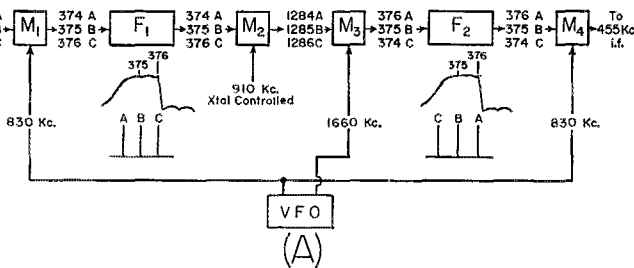 A 374 A 374 A 1284A 376 A 376 A To
M1 375 B F1 375 B M2 1285B M3 375 B F2 375 B M4 455Kc
C 376 C 376 C 1286C 374 C 374 C i.f.
376 376
375 910 Kc. 375
Xtal Controlled
830 Kc. A B C 1660 Kc. C B A 830 Kc.
VFO
(A)